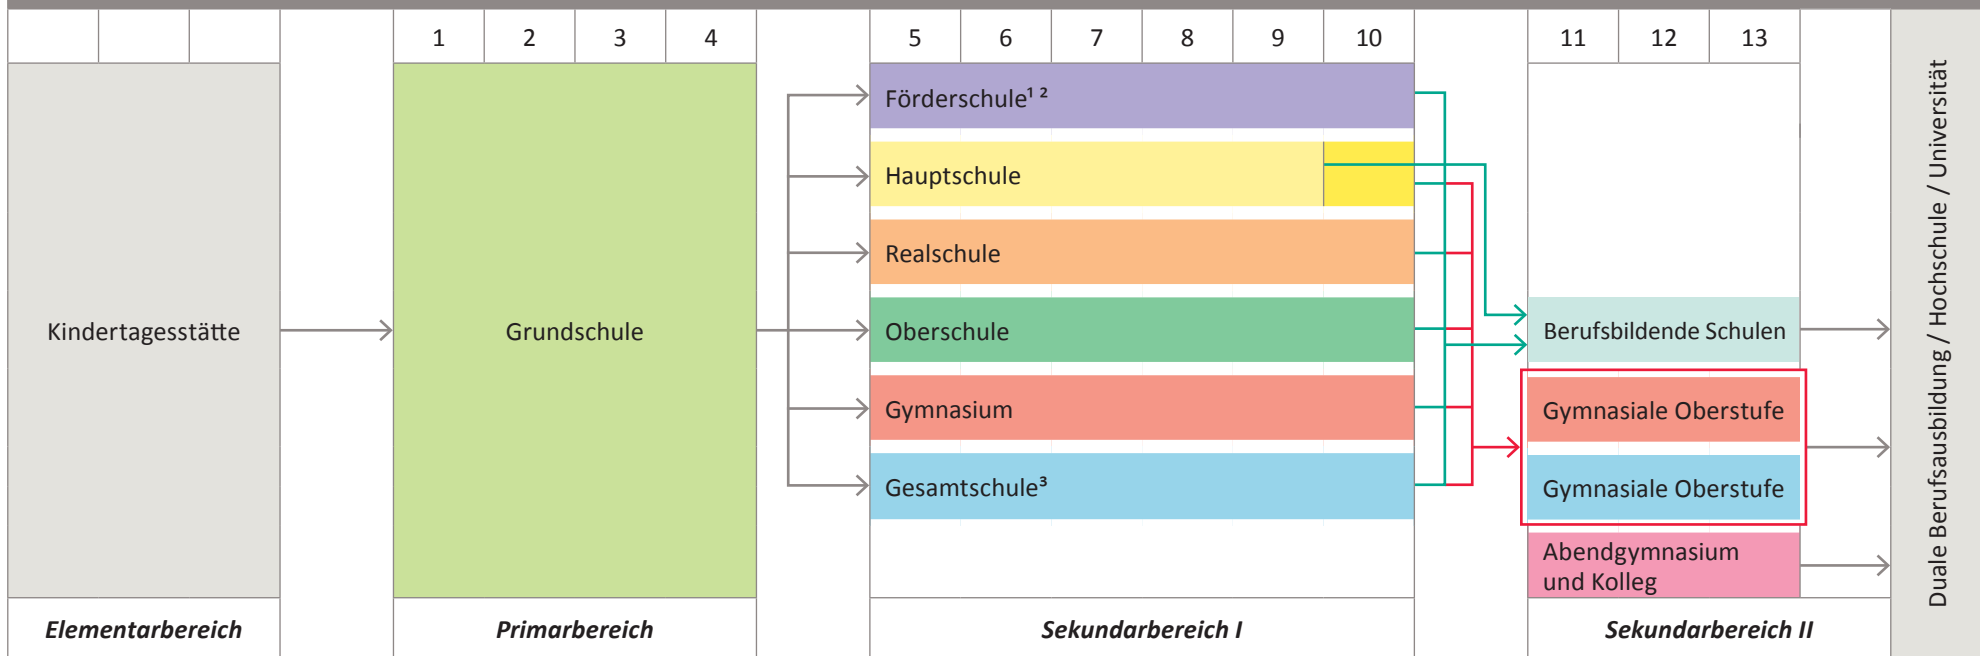 1 2 3 4 5 6 7 8 9 10 11 12 13
Kindertagesstätte
Grundschule
Förderschule¹ ²
Hauptschule
Realschule
Oberschule
Gymnasium
Gesamtschule³
Berufsbildende Schulen
Gymnasiale Oberstufe
Gymnasiale Oberstufe
Abendgymnasium
und Kolleg
Duale Berufsausbildung / Hochschule / Universität
Elementarbereich
Primarbereich
Sekundarbereich I
Sekundarbereich II